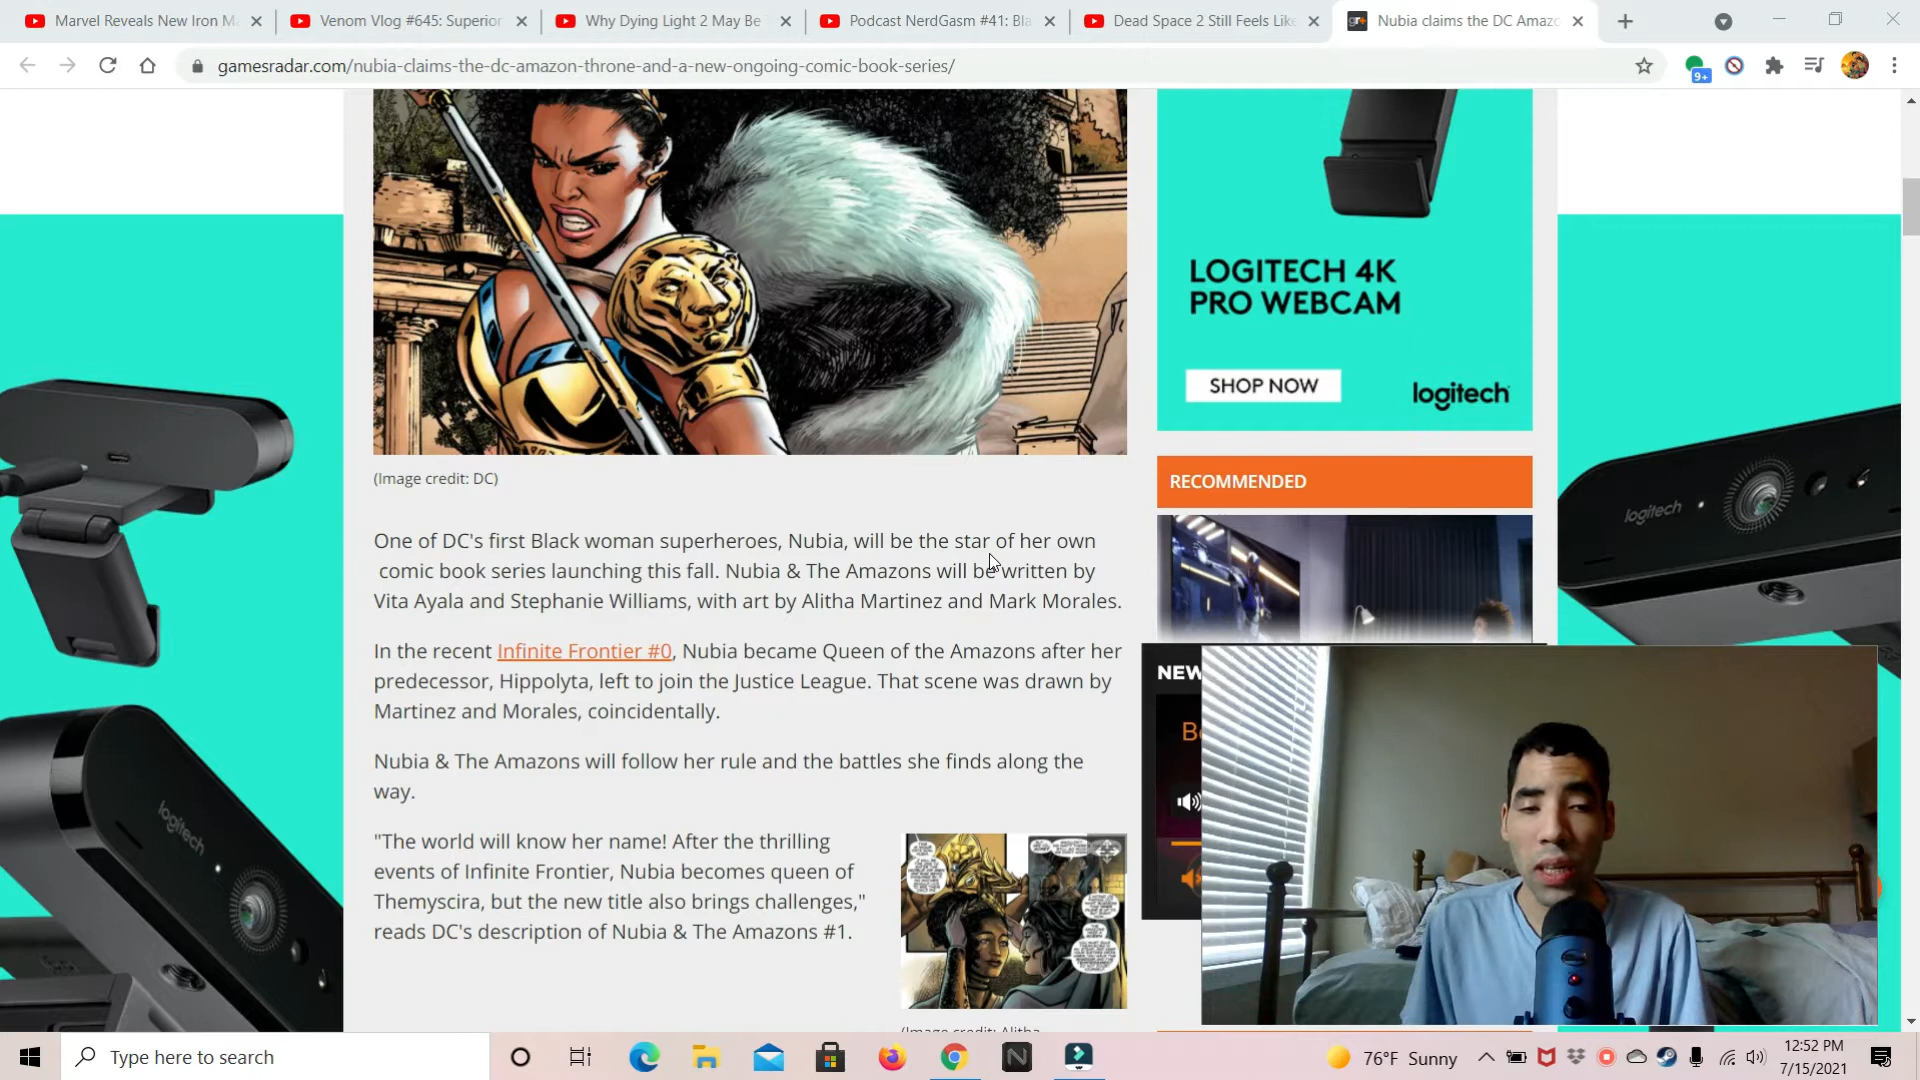 Marvel Reveals New Iron M
Venom Vlog #645: Superior
Why Dying Light 2 May Be
Podcast NerdGasm #41: Bla
Dead Space 2 Still Feels Like
Nubia claims the DC Amazo
gamesradar.com/nubia-claims-the-dc-amazon-throne-and-a-new-ongoing-comic-book-series/
9+
LOGITECH 4K
PRO WEBCAM
SHOP NOW
logitech
(Image credit: DC)
RECOMMENDED
One of DC's first Black woman superheroes, Nubia, will be the star of her own
comic book series launching this fall. Nubia & The Amazons will be written by
Vita Ayala and Stephanie Williams, with art by Alitha Martinez and Mark Morales.
In the recent Infinite Frontier #0, Nubia became Queen of the Amazons after her
predecessor, Hippolyta, left to join the Justice League. That scene was drawn by
Martinez and Morales, coincidentally.
Nubia & The Amazons will follow her rule and the battles she finds along the
way.
"The world will know her name! After the thrilling
events of Infinite Frontier, Nubia becomes queen of
Themyscira, but the new title also brings challenges,"
reads DC's description of Nubia & The Amazons #1.
(Image credit: Alitha
NEW
Be
logitech
logitech
Type here to search
76°F Sunny
12:52 PM
7/15/2021